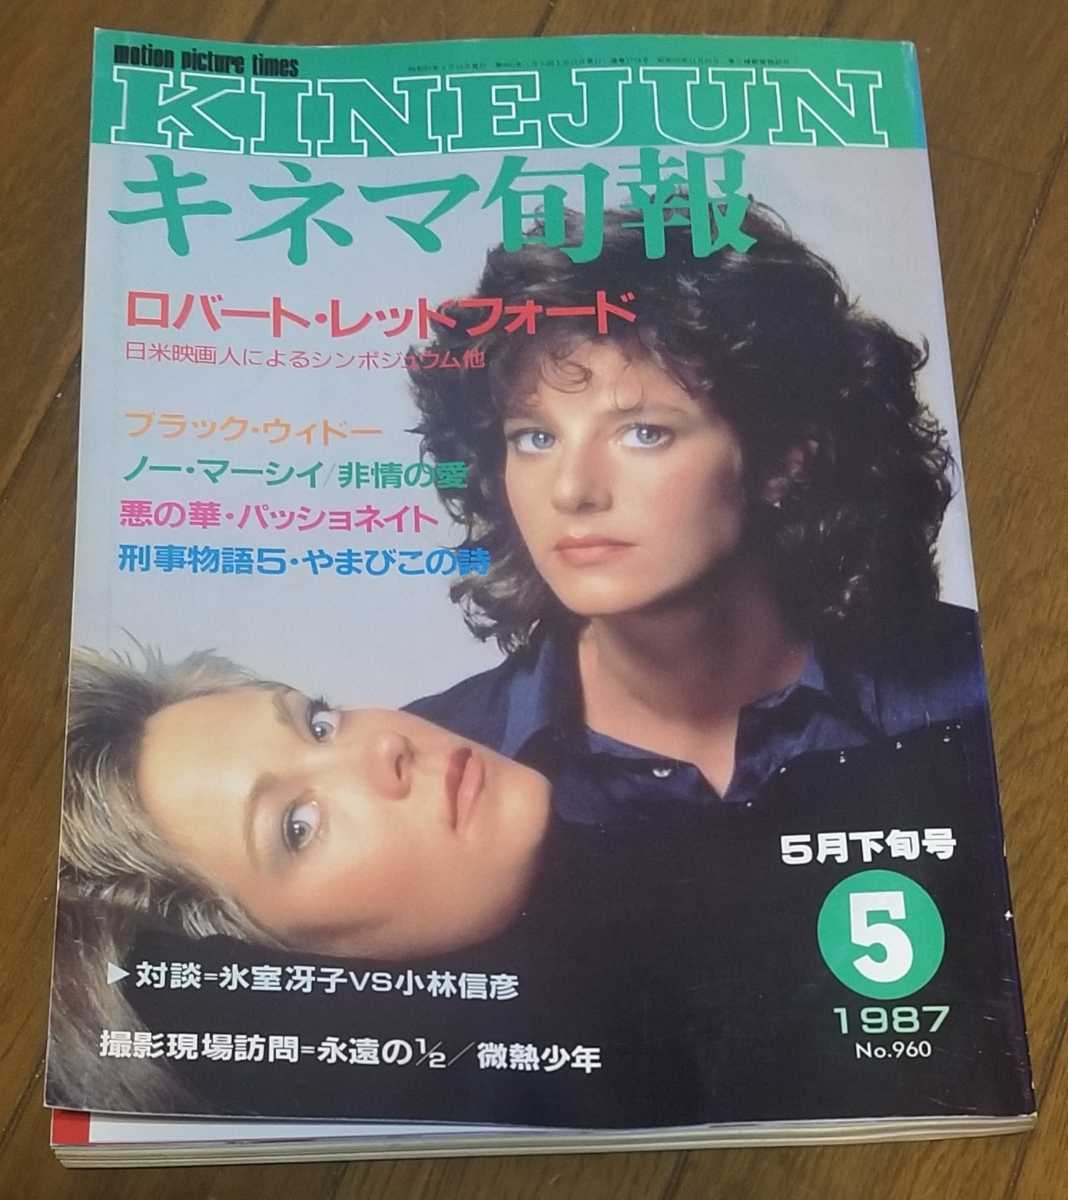 motion picture times
KINEJUN
キネマ旬報
ロバート・レッドフォード
日米映画人によるシンポジュウム他
ブラック・ウィドー
ノー・マーシイ/非情の愛
悪の華・パッショネイト
刑事物語5・やまびこの詩
5月下旬号
5
1987
No.960
▶対談=氷室冴子VS小林信彦
撮影現場訪問=永遠の1/2/微熱少年